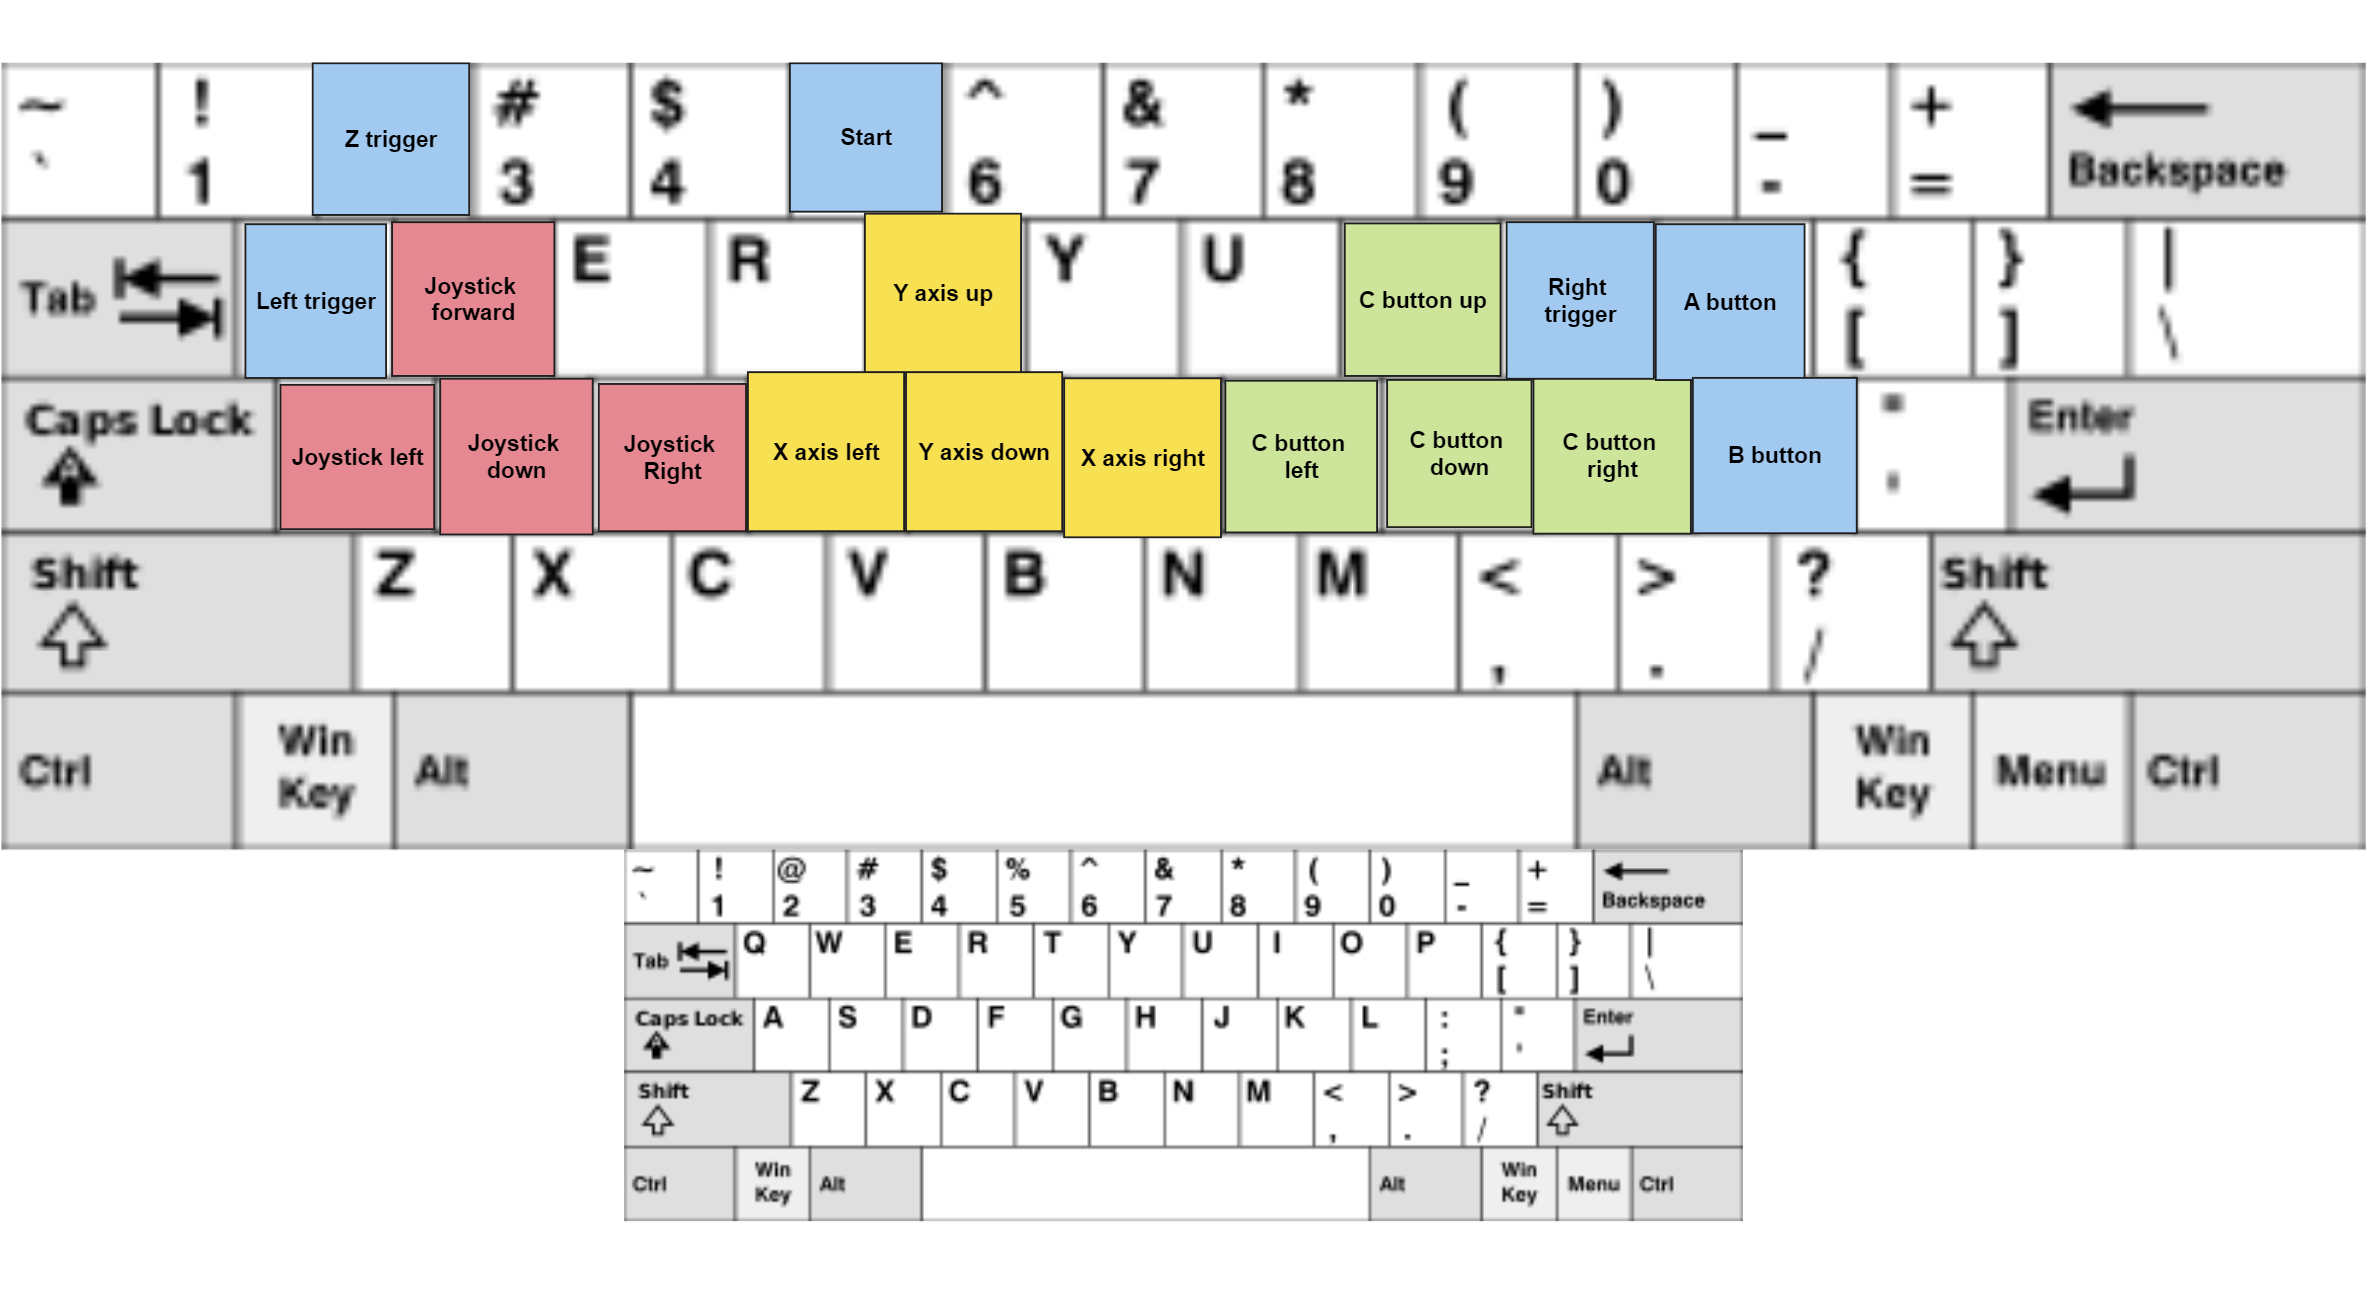 ~ ! # $ ^ & * ( ) _ +
` 1 Z trigger 3 4 Start 6 7 8 9 0 - = Backspace
Tab Left trigger Joystick forward E R Y axis up Y U C button up Right trigger A button { [ } ] | \
Caps Lock Joystick left Joystick down Joystick Right X axis left Y axis down X axis right C button left C button down C button right B button " ' Enter
Shift Z X C V B N M < , > . ? / Shift
Ctrl Win Key Alt Alt Win Key Menu Ctrl
~ ! @ # $ % ^ & * ( ) _ +
` 1 2 3 4 5 6 7 8 9 0 - = Backspace
Tab Q W E R T Y U I O P { [ } ] | \
Caps Lock A S D F G H J K L : ; " ' Enter
Shift Z X C V B N M < , > . ? / Shift
Ctrl Win Key Alt Alt Win Key Menu Ctrl